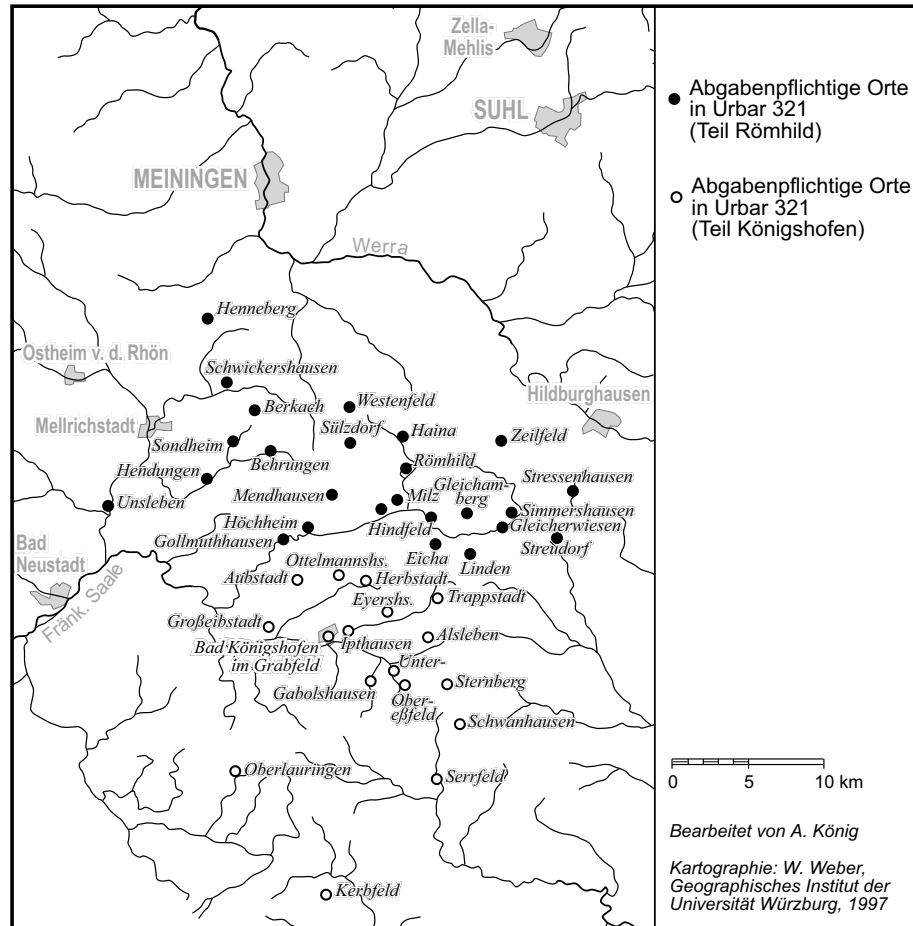 Zella-
Mehlis
SUHL
MEININGEN
Werra
Henneberg
Ostheim v. d. Rhön
Schwickershausen
Hildburghausen
Berkach
Westenfeld
Mellrichstadt
Sülzdorf
Haina
Zeilfeld
Sondheim
Behrungen
Römhild
Hendungen
Gleicham-
berg
Stressenhausen
Mendhausen
Milz
Unsleben
Simmershausen
Höchheim
Hindfeld
Gleicherwiesen
Gollmuthhausen
Streudorf
Bad
Neustadt
Eicha
Linden
Ottelmannshs.
Aubstadt
Herbstadt
Fränk. Saale
Eyershs.
Trappstadt
Großeibstadt
Bad Königshofen
im Grabfeld
Ipthausen
Alsleben
Unter-
Gabolshausen
Ober-
eßfeld
Sternberg
Schwanhausen
Oberlauringen
Serrfeld
Kerbfeld
Abgabenpflichtige Orte
in Urbar 321
(Teil Römhild)
Abgabenpflichtige Orte
in Urbar 321
(Teil Königshofen)
0 10 km
Bearbeitet von A. König
Kartographie: W. Weber,
Geographisches Institut der
Universität Würzburg, 1997